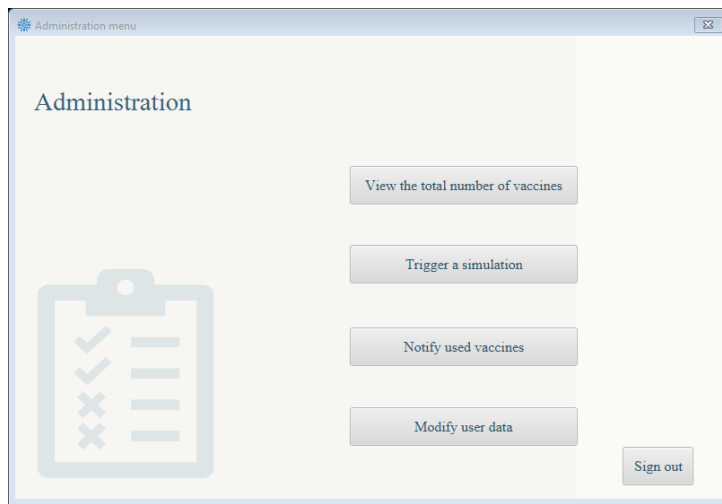 Administration menu
Administration
View the total number of vaccines
Trigger a simulation
Notify used vaccines
Modify user data
Sign out